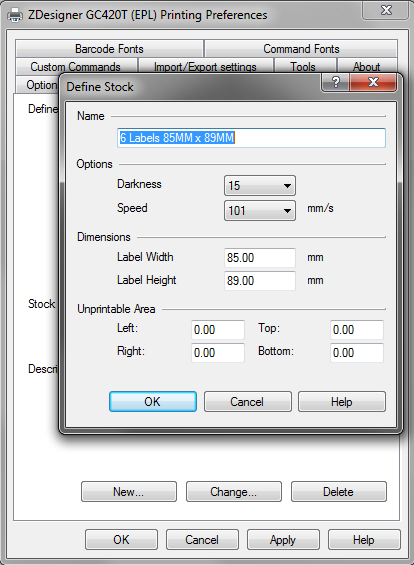 ZDesigner GC420T (EPL) Printing Preferences
Barcode Fonts
Command Fonts
Custom Commands
Import/Export settings
Tools
About
Option
Define Stock
Define
Name
6 Labels 85MM x 89MM
Options
Darkness
15
Speed
101
mm/s
Dimensions
Label Width
85.00
mm
Label Height
89.00
mm
Unprintable Area
Stock
Left:
0.00
Top:
0.00
Right:
0.00
Bottom:
0.00
Descri
OK
Cancel
Help
New...
Change...
Delete
OK
Cancel
Apply
Help